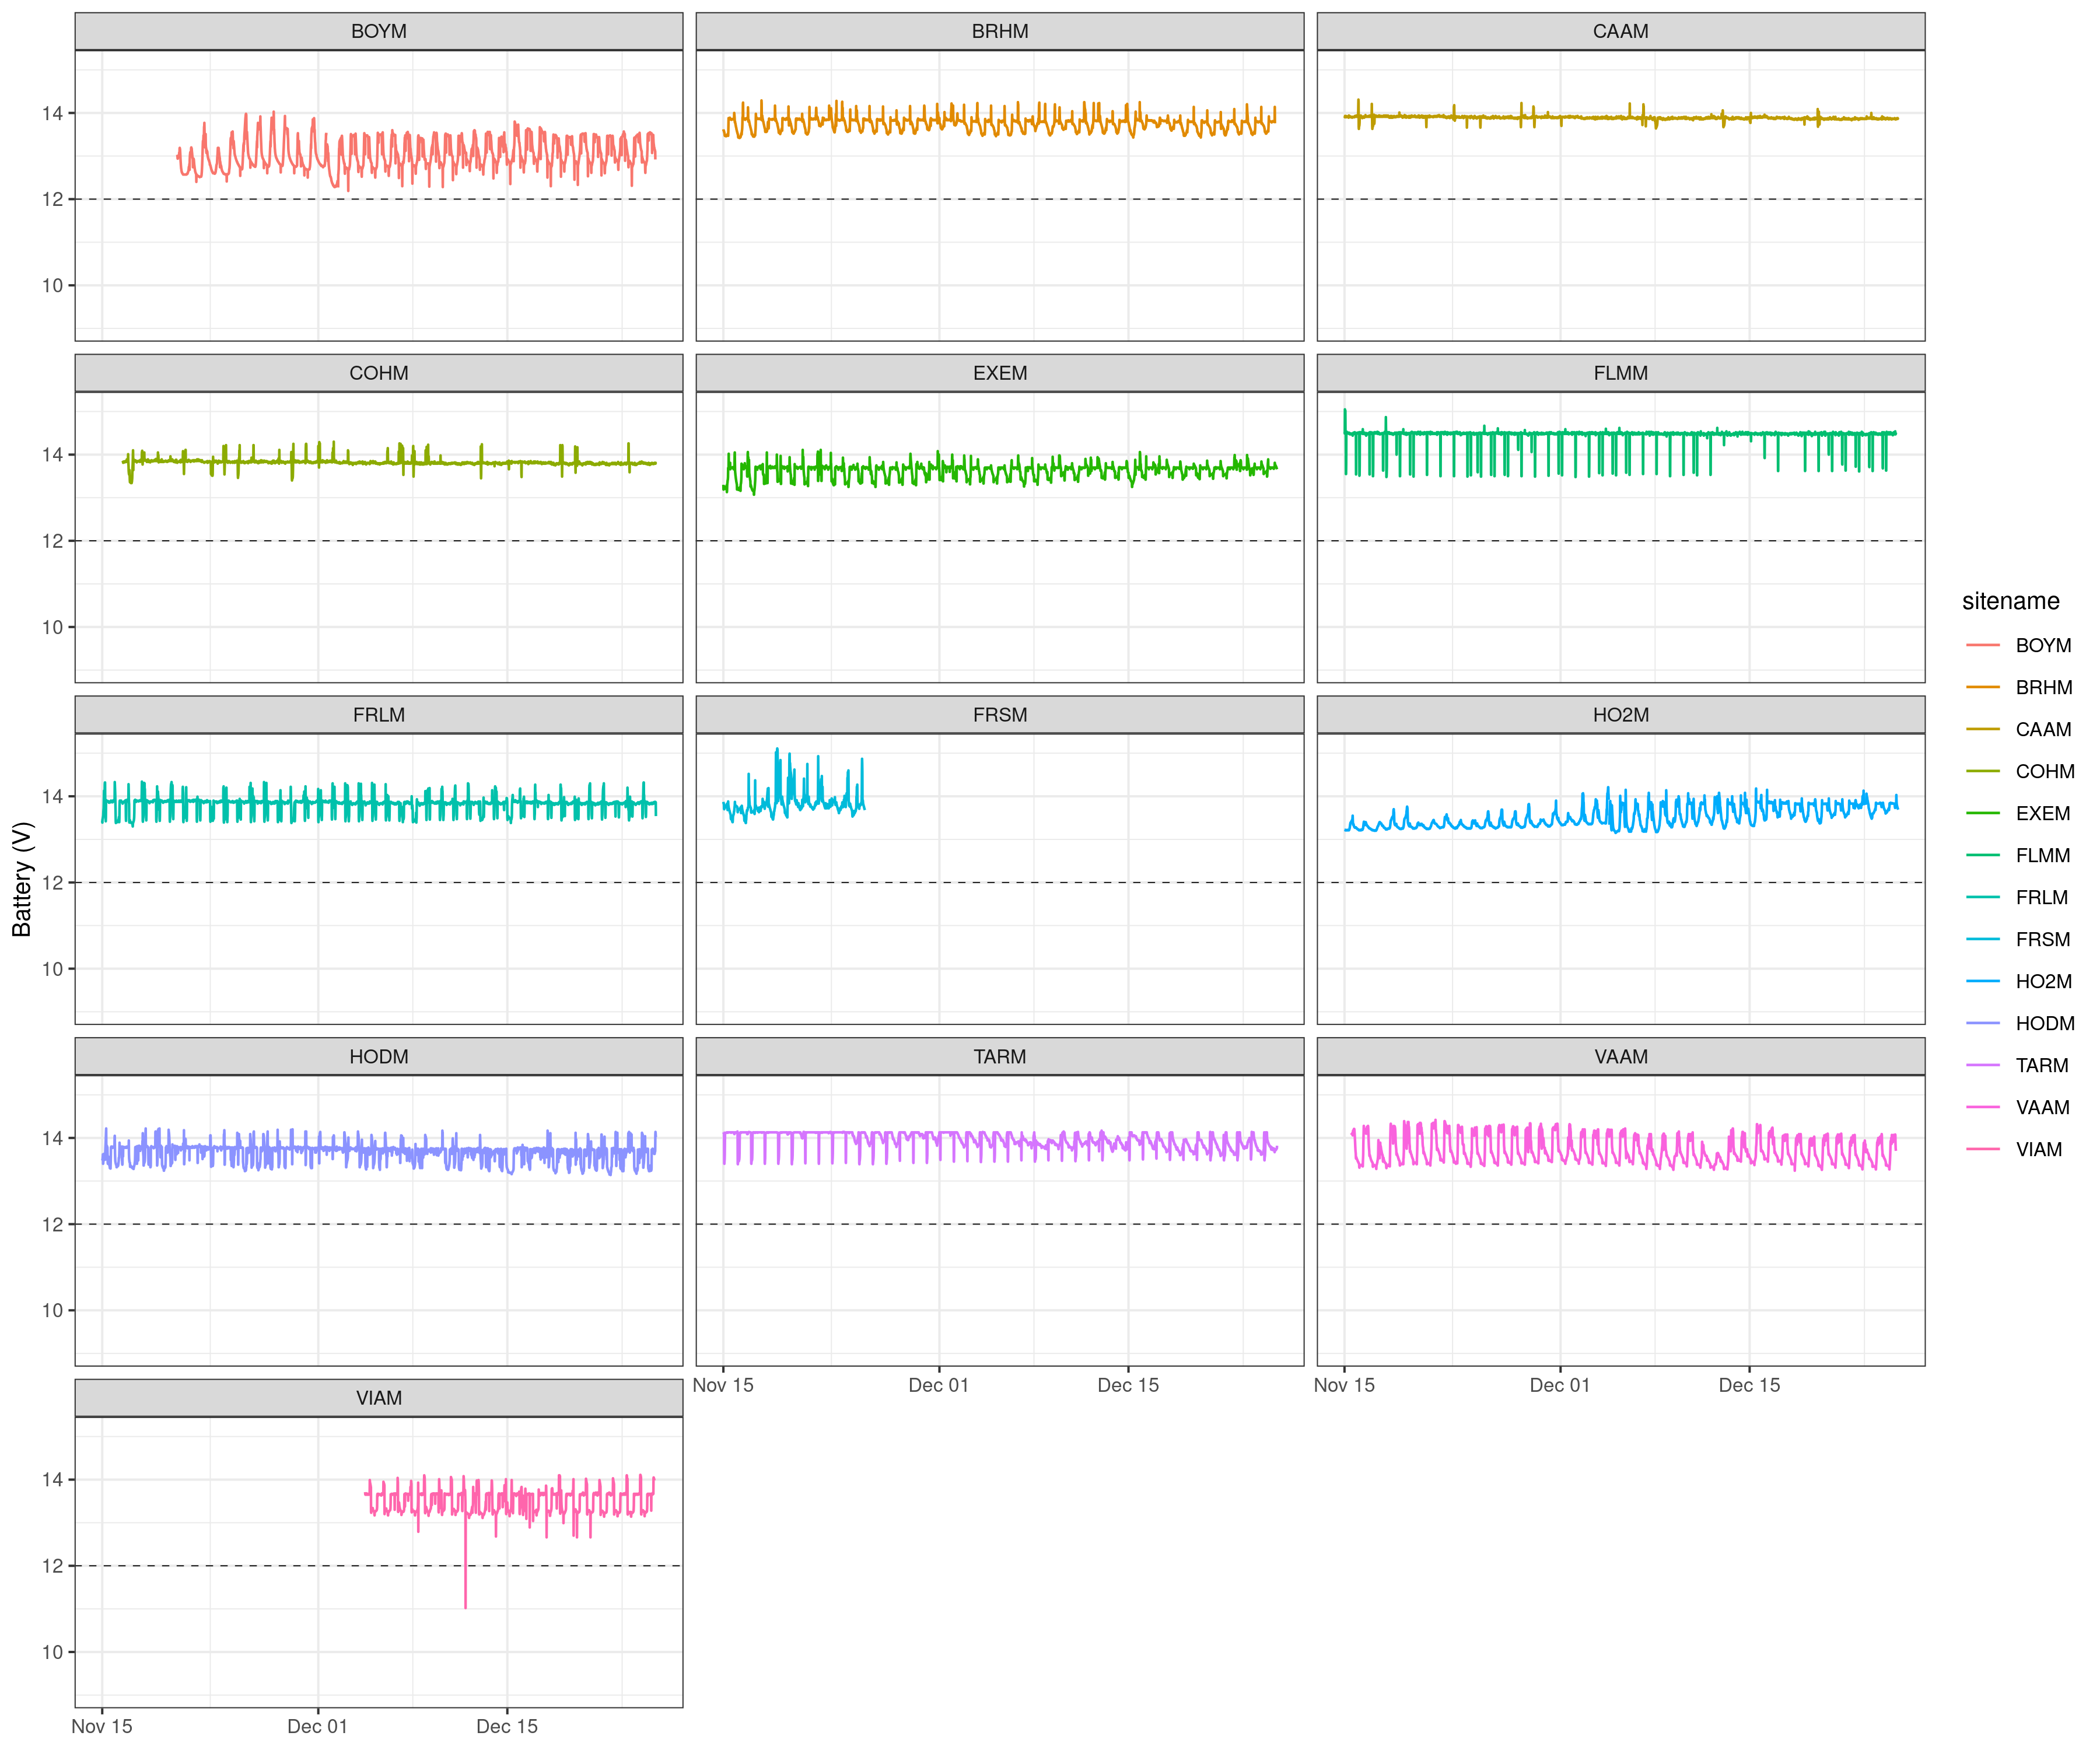 BOYM
BRHM
CAAM
14
12
10
COHM
EXEM
FLMM
14
12
10
FRLM
FRSM
HO2M
14
12
10
Battery (V)
HODM
TARM
VAAM
14
12
10
Nov 15
Dec 01
Dec 15
Nov 15
Dec 01
Dec 15
VIAM
14
12
10
Nov 15
Dec 01
Dec 15
sitename
BOYM
BRHM
CAAM
COHM
EXEM
FLMM
FRLM
FRSM
HO2M
HODM
TARM
VAAM
VIAM